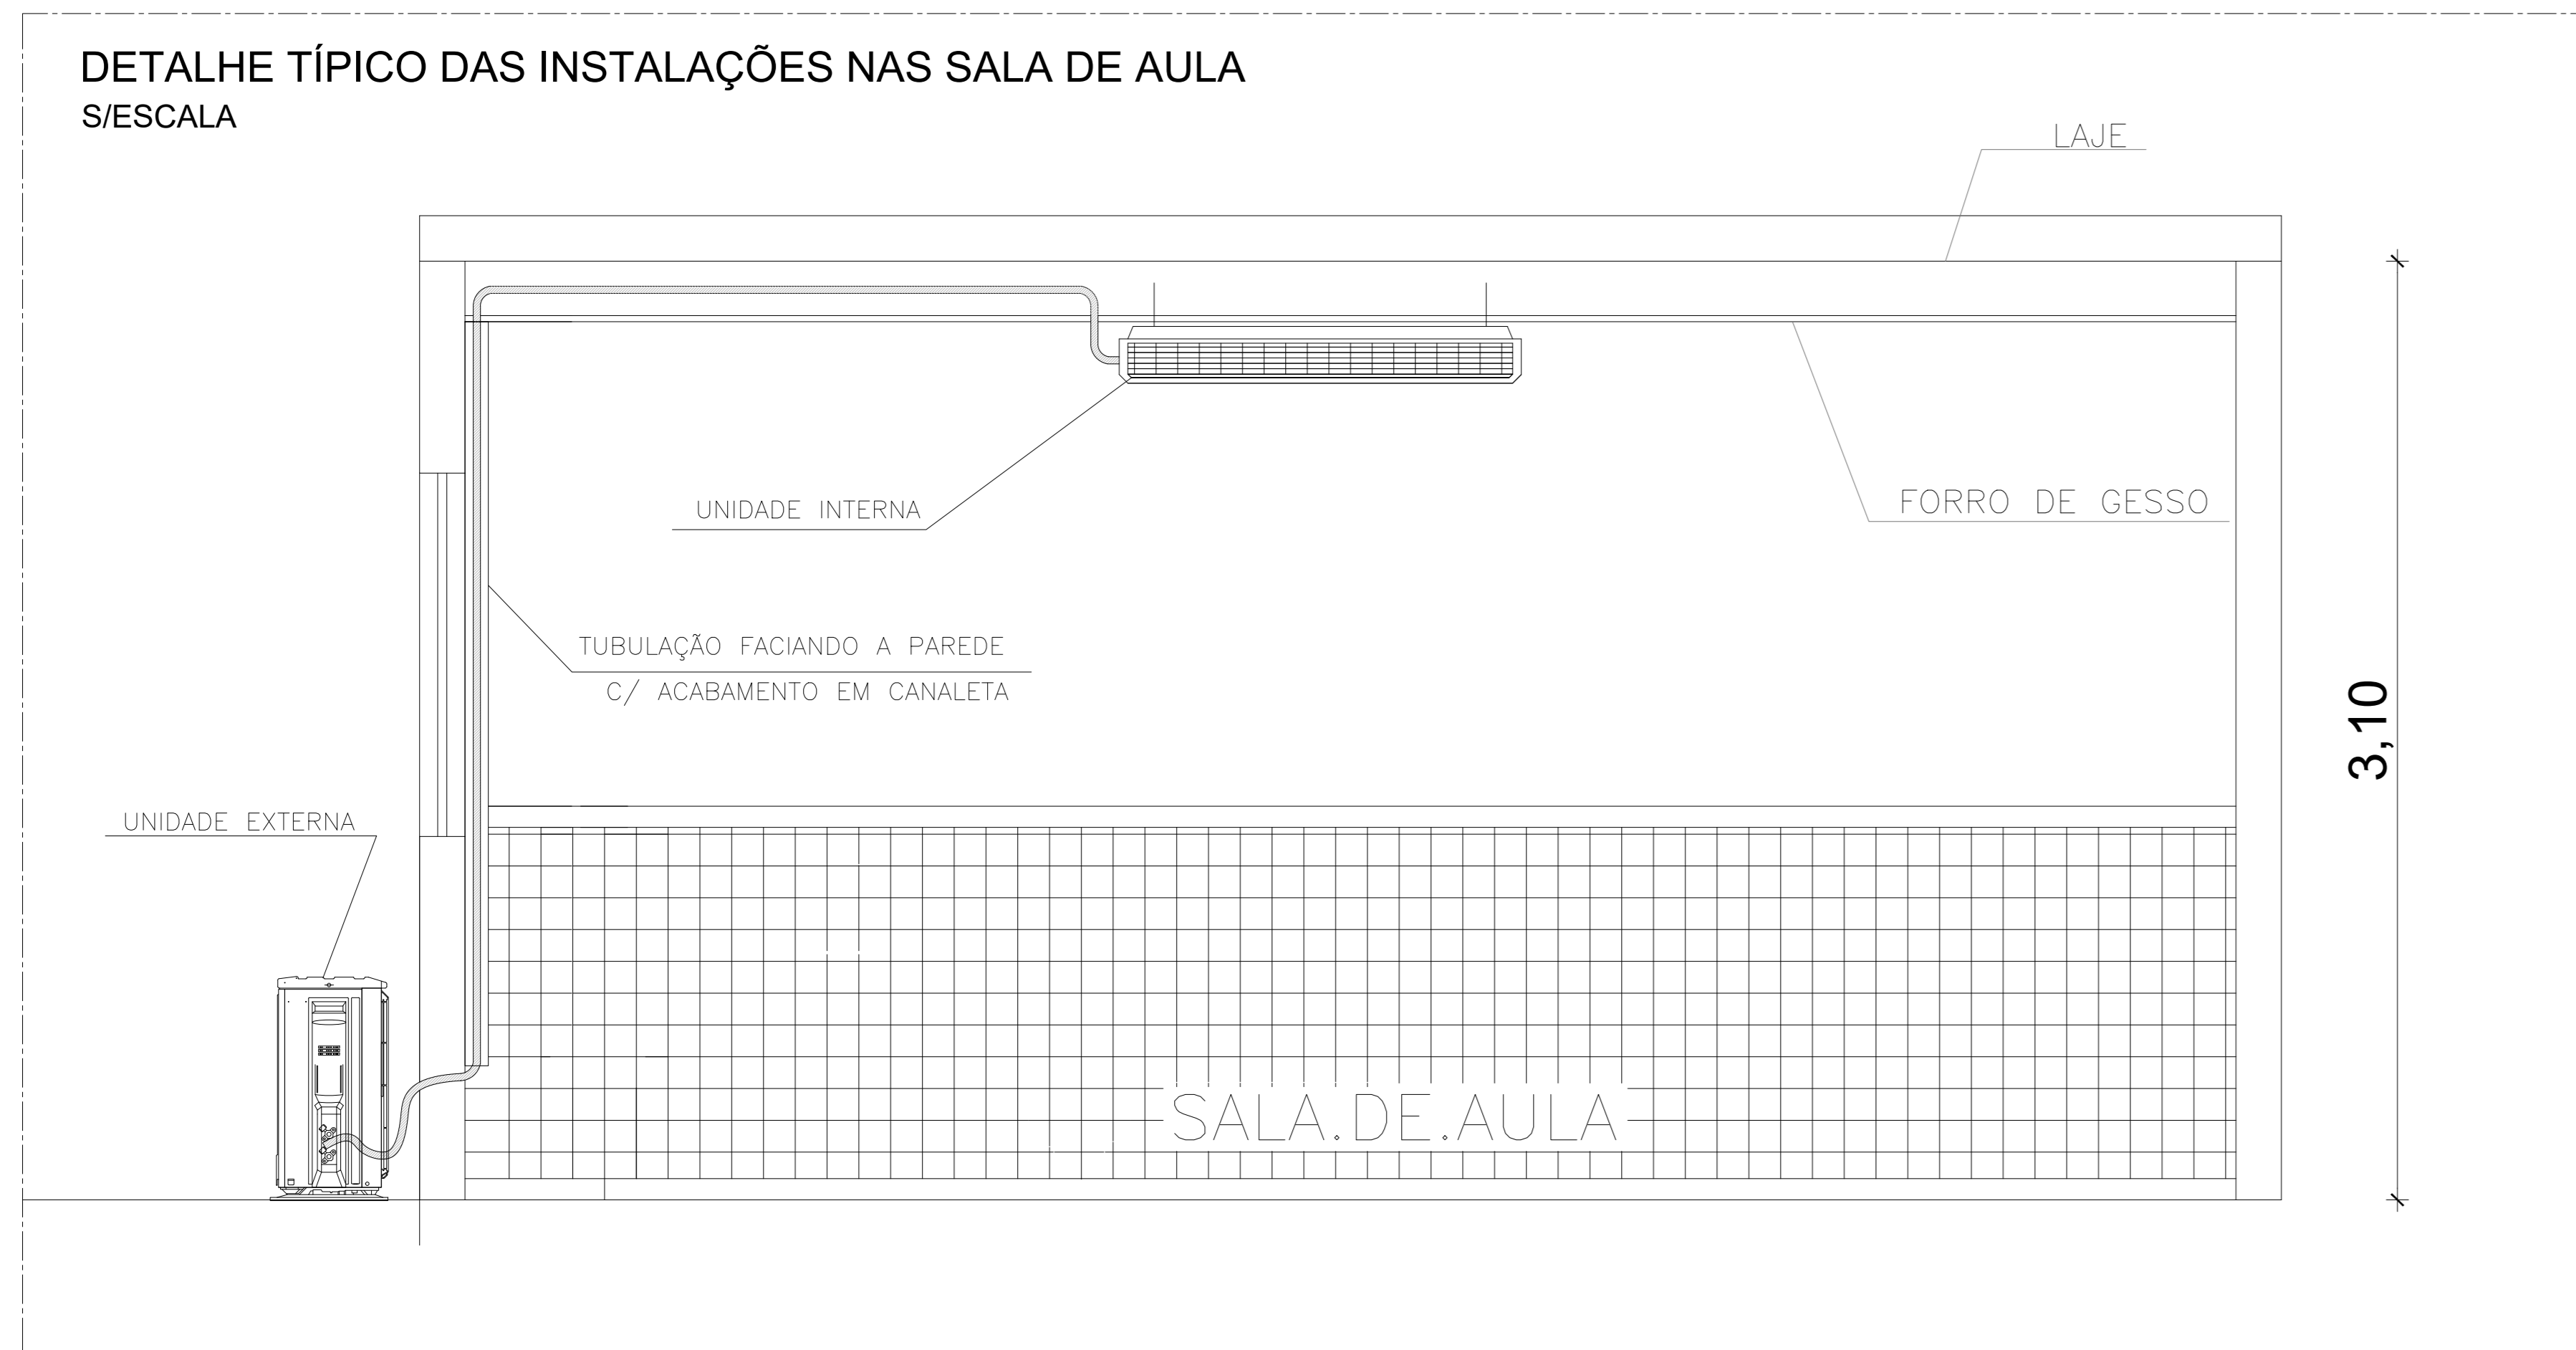 DETALHE TÍPICO DAS INSTALAÇÕES NAS SALA DE AULA
S/ESCALA
LAJE
UNIDADE INTERNA
FORRO DE GESSO
TUBULAÇÃO FACIANDO A PAREDE
C/ ACABAMENTO EM CANALETA
3,10
UNIDADE EXTERNA
SALA.DE.AULA